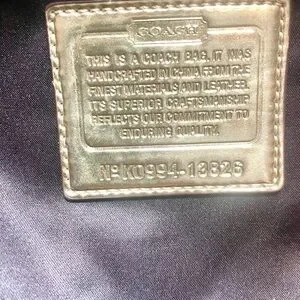 COACH
THIS IS A COACH BAG. IT WAS
HANDCRAFTED IN CHINA FROM THE
FINEST MATERIALS AND LEATHER.
ITS SUPERIOR CRAFTSMANSHIP
REFLECTS OUR COMMITMENT TO
ENDURING QUALITY.
Nº K0994-13826